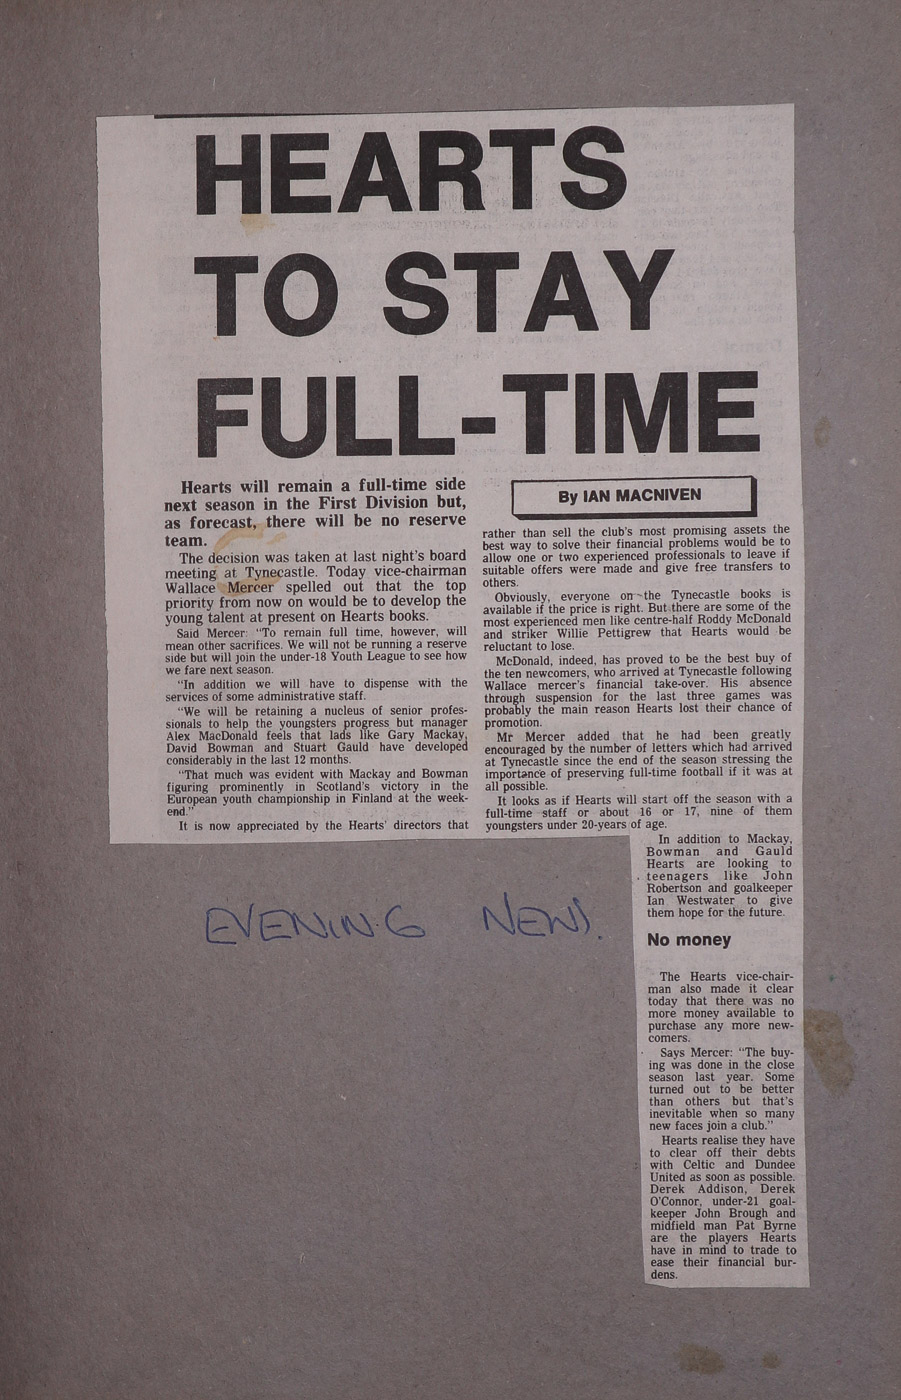 HEARTS
TO STAY
FULL-TIME
Hearts will remain a full-time side
next season in the First Division but,
as forecast, there will be no reserve
team.
The decision was taken at last night's board
meeting at Tynecastle. Today vice-chairman
Wallace Mercer spelled out that the top
priority from now on would be to develop the
young talent at present on Hearts books.
Said Mercer: "To remain full time, however, will
mean other sacrifices. We will not be running a reserve
side but will join the under-18 Youth League to see how
we fare next season.
"In addition we will have to dispense with the
services of some administrative staff.
"We will be retaining a nucleus of senior profes-
sionals to help the youngsters progress but manager
Alex MacDonald feels that lads like Gary Mackay,
David Bowman and Stuart Gauld have developed
considerably in the last 12 months.
"That much was evident with Mackay and Bowman
figuring prominently in Scotland's victory in the
European youth championship in Finland at the week-
end."
It is now appreciated by the Hearts' directors that
By IAN MACNIVEN
rather than sell the club's most promising assets the
best way to solve their financial problems would be to
allow one or two experienced professionals to leave if
suitable offers were made and give free transfers to
others.
Obviously, everyone on the Tynecastle books is
available if the price is right. But there are some of the
most experienced men like centre-half Roddy McDonald
and striker Willie Pettigrew that Hearts would be
reluctant to lose.
McDonald, indeed, has proved to be the best buy of
the ten newcomers, who arrived at Tynecastle following
Wallace mercer's financial take-over. His absence
through suspension for the last three games was
probably the main reason Hearts lost their chance of
promotion.
Mr Mercer added that he had been greatly
encouraged by the number of letters which had arrived
at Tynecastle since the end of the season stressing the
importance of preserving full-time football if it was at
all possible.
It looks as if Hearts will start off the season with a
full-time staff or about 16 or 17, nine of them
youngsters under 20-years of age.
In addition to Mackay,
Bowman and Gauld
Hearts are looking to
teenagers like John
Robertson and goalkeeper
Ian Westwater to give
them hope for the future.
No money
The Hearts vice-chair-
man also made it clear
today that there was no
more money available to
purchase any more new-
comers.
Says Mercer: "The buy-
ing was done in the close
season last year. Some
turned out to be better
than others but that's
inevitable when so many
new faces join a club."
Hearts realise they have
to clear off their debts
with Celtic and Dundee
United as soon as possible.
Derek Addison, Derek
O'Connor, under-21 goal-
keeper John Brough and
midfield man Pat Byrne
are the players Hearts
have in mind to trade to
ease their financial bur-
dens.
EVENING NEWS.